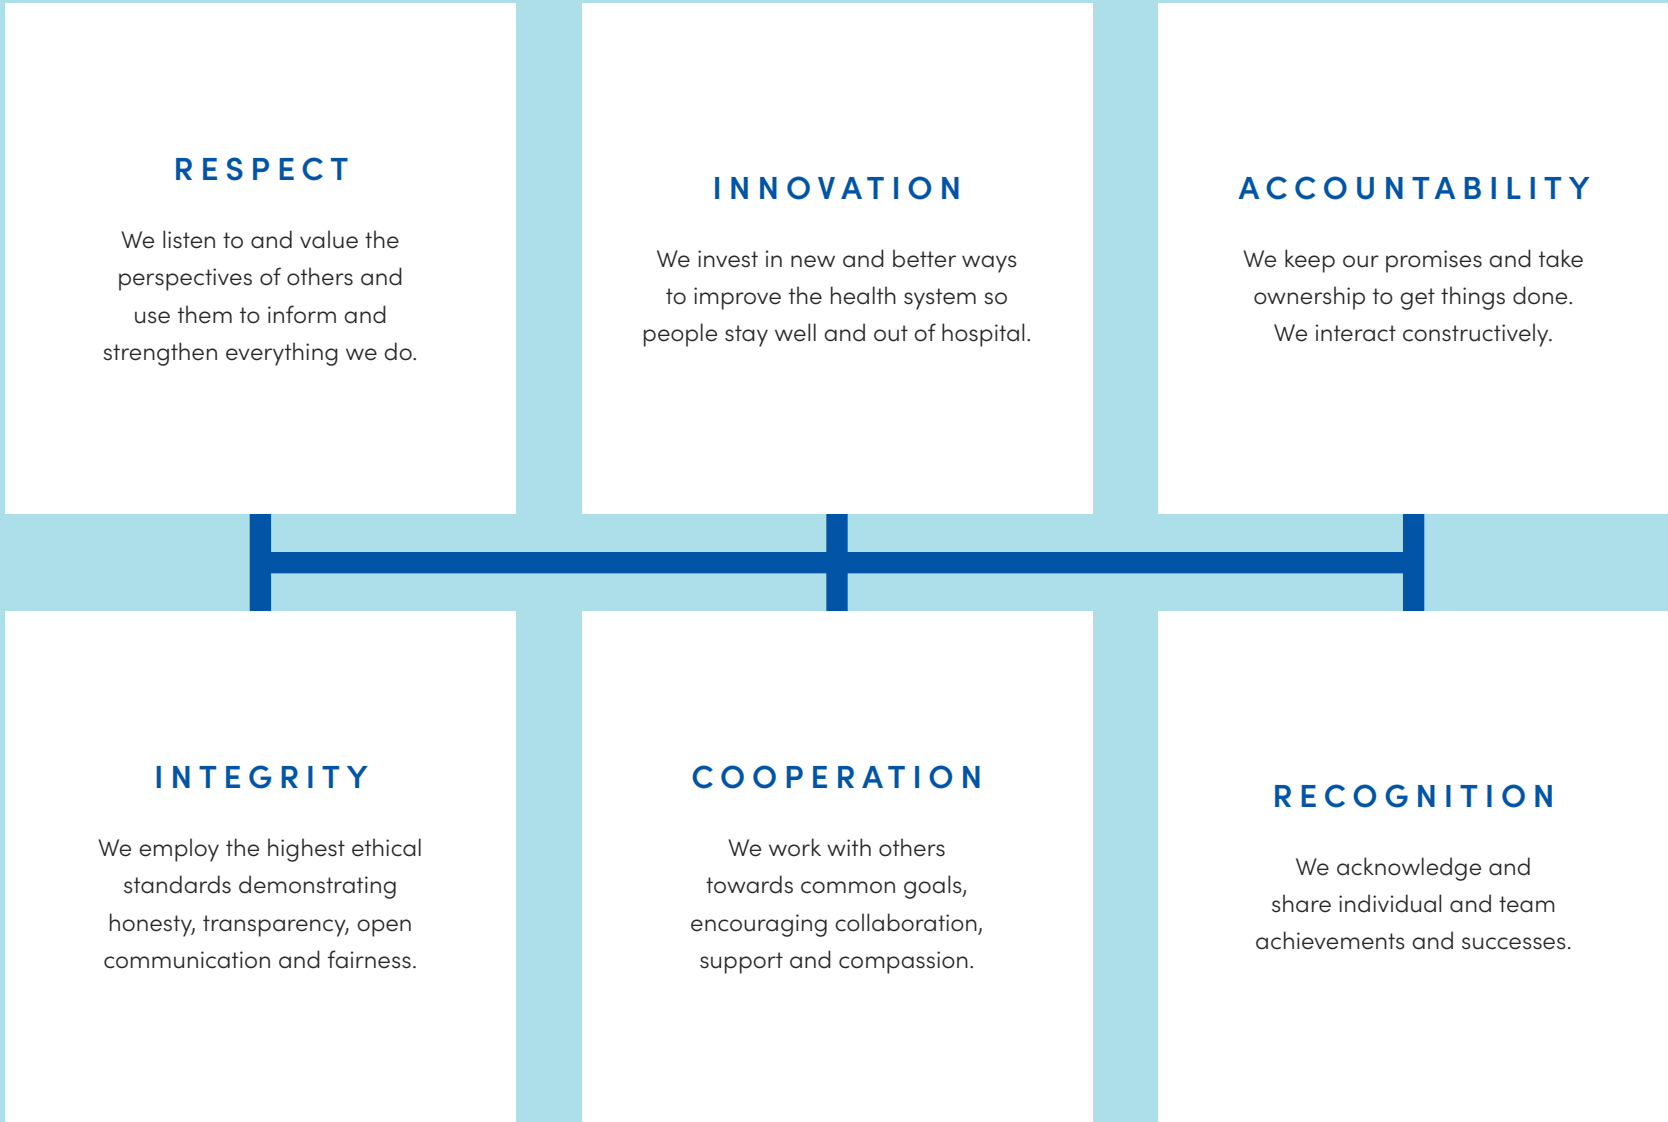 RESPECT
We listen to and value the
perspectives of others and
use them to inform and
strengthen everything we do.
INNOVATION
We invest in new and better ways
to improve the health system so
people stay well and out of hospital.
ACCOUNTABILITY
We keep our promises and take
ownership to get things done.
We interact constructively.
INTEGRITY
We employ the highest ethical
standards demonstrating
honesty, transparency, open
communication and fairness.
COOPERATION
We work with others
towards common goals,
encouraging collaboration,
support and compassion.
RECOGNITION
We acknowledge and
share individual and team
achievements and successes.